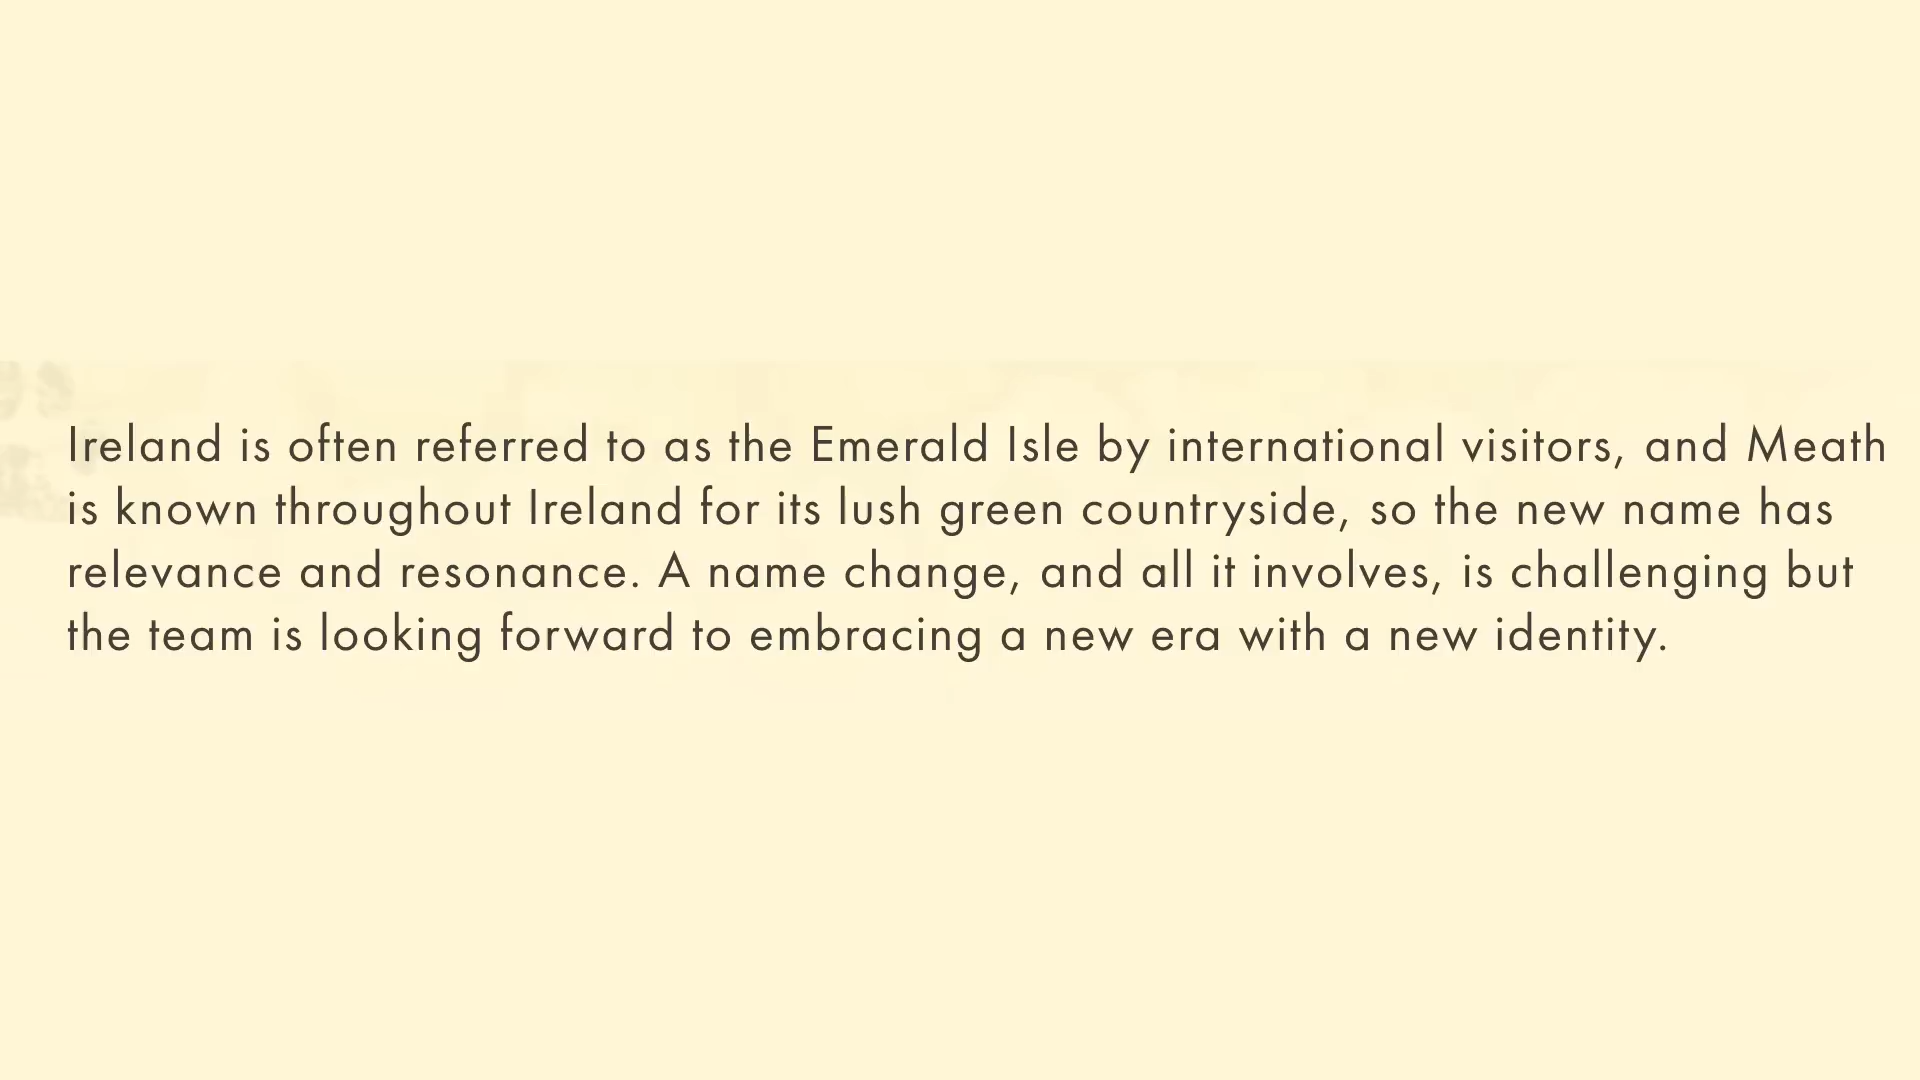 Ireland is often referred to as the Emerald Isle by international visitors, and Meath
is known throughout Ireland for its lush green countryside, so the new name has
relevance and resonance. A name change, and all it involves, is challenging but
the team is looking forward to embracing a new era with a new identity.